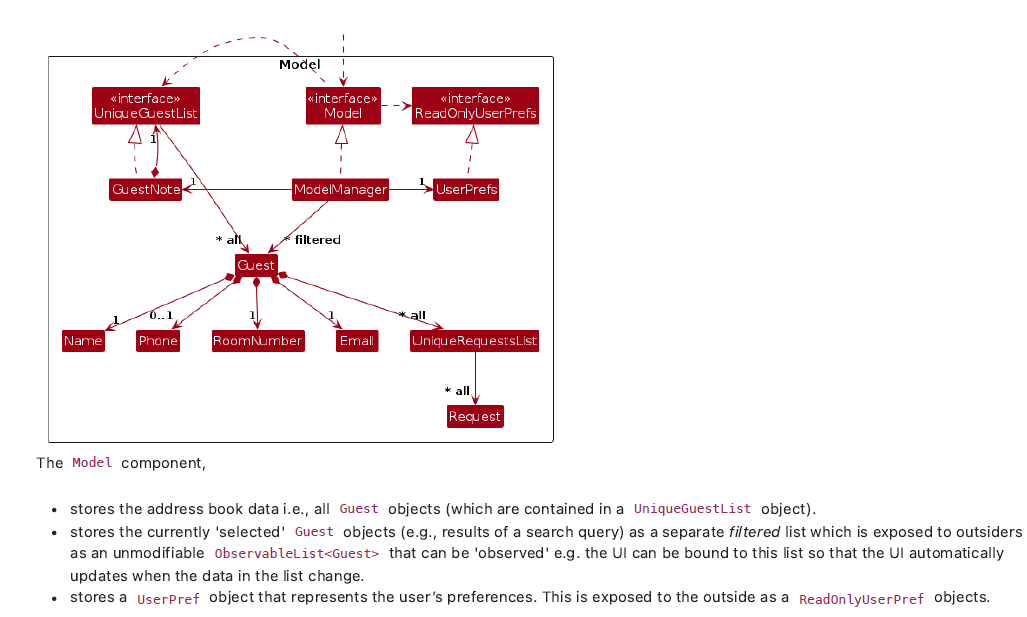 Model
«interface»
UniqueGuestList
«interface»
Model
«interface»
ReadOnlyUserPrefs
1
GuestNote
1
ModelManager
1
UserPrefs
* all
* filtered
Guest
1
0..1
1
1
* all
Name
Phone
RoomNumber
Email
UniqueRequestsList
* all
Request
The Model component,
• stores the address book data i.e., all Guest objects (which are contained in a UniqueGuestList object).
• stores the currently 'selected' Guest objects (e.g., results of a search query) as a separate filtered list which is exposed to outsiders
as an unmodifiable ObservableList<Guest> that can be 'observed' e.g. the UI can be bound to this list so that the UI automatically
updates when the data in the list change.
• stores a UserPref object that represents the user’s preferences. This is exposed to the outside as a ReadOnlyUserPref objects.